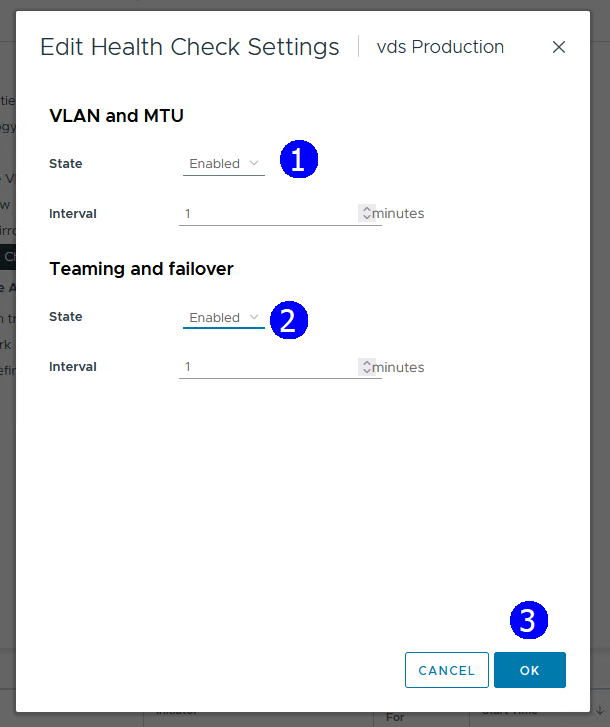 Edit Health Check Settings | vds Production
VLAN and MTU
State Enabled 1
Interval 1 minutes
Teaming and failover
State Enabled 2
Interval 1 minutes
3
CANCEL OK
For